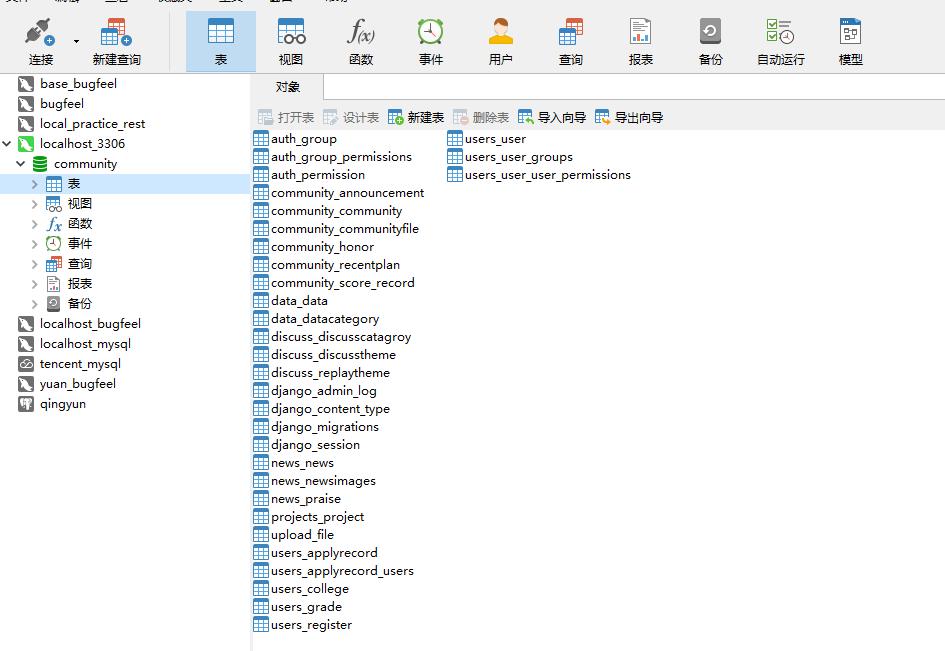 连接
新建查询
表
视图
函数
事件
用户
查询
报表
备份
自动运行
模型
base_bugfeel
bugfeel
local_practice_rest
localhost_3306
community
表
视图
函数
事件
查询
报表
备份
localhost_bugfeel
localhost_mysql
tencent_mysql
yuan_bugfeel
qingyun
对象
打开表 设计表 新建表 删除表 导入向导 导出向导
auth_group
auth_group_permissions
auth_permission
community_announcement
community_community
community_communityfile
community_honor
community_recentplan
community_score_record
data_data
data_datacategory
discuss_discusscatagroy
discuss_discusstheme
discuss_replaytheme
django_admin_log
django_content_type
django_migrations
django_session
news_news
news_newsimages
news_praise
projects_project
upload_file
users_applyrecord
users_applyrecord_users
users_college
users_grade
users_register
users_user
users_user_groups
users_user_user_permissions